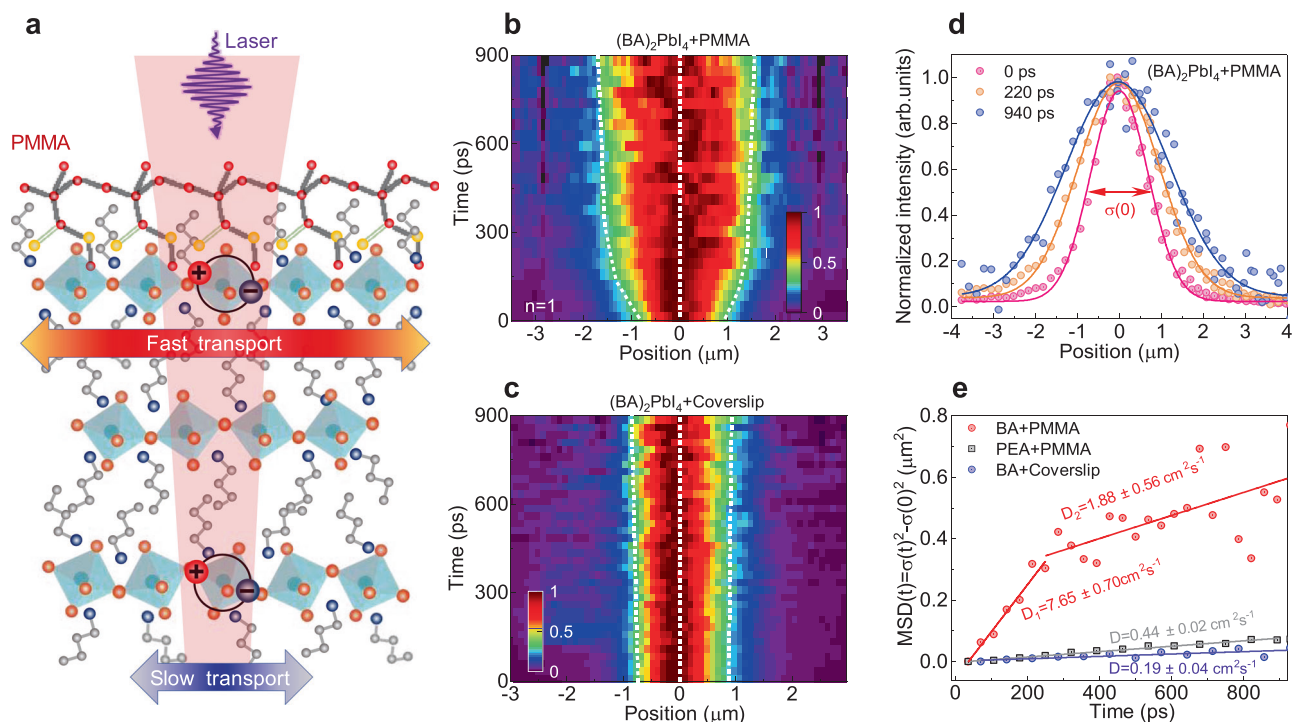 a
Laser
PMMA
+
−
Fast transport
+
−
Slow transport
b
(BA)₂PbI₄+PMMA
900
600
300
0
Time (ps)
n=1
1
0.5
0
-3 -2 -1 0 1 2 3
Position (μm)
c
(BA)₂PbI₄+Coverslip
900
600
900
300
0
Time (ps)
1
0.5
0
-3 -2 -1 0 1 2
Position (μm)
d
(BA)₂PbI₄+PMMA
0 ps
220 ps
940 ps
σ(0)
1.0
0.8
0.6
0.4
0.2
0.0
Normalized intensity (arb.units)
-4 -3 -2 -1 0 1 2 3 4
Position (μm)
e
BA+PMMA
PEA+PMMA
BA+Coverslip
D₂=1.88 ± 0.56 cm²s⁻¹
D₁=7.65 ± 0.70cm²s⁻¹
D=0.44 ± 0.02 cm²s⁻¹
D=0.19 ± 0.04 cm²s⁻¹
0.8
0.6
0.4
0.2
0.0
MSD(t)=σ(t)²-σ(0)² (μm²)
0 200 400 600 800
Time (ps)